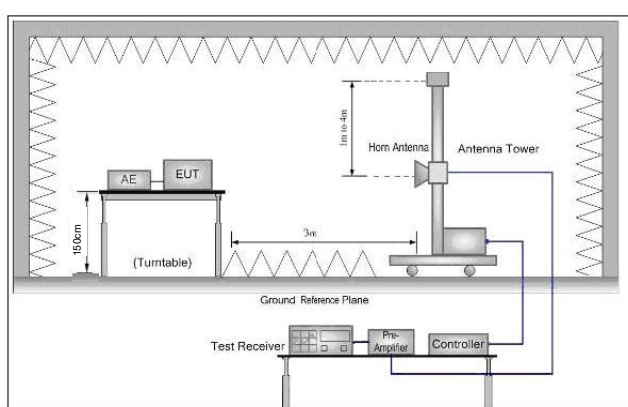 1m to 4m
Horn Antenna
Antenna Tower
AE
EUT
150cm
3m
(Turntable)
Ground Reference Plane
Test Receiver
Pre-
Amplifier
Controller